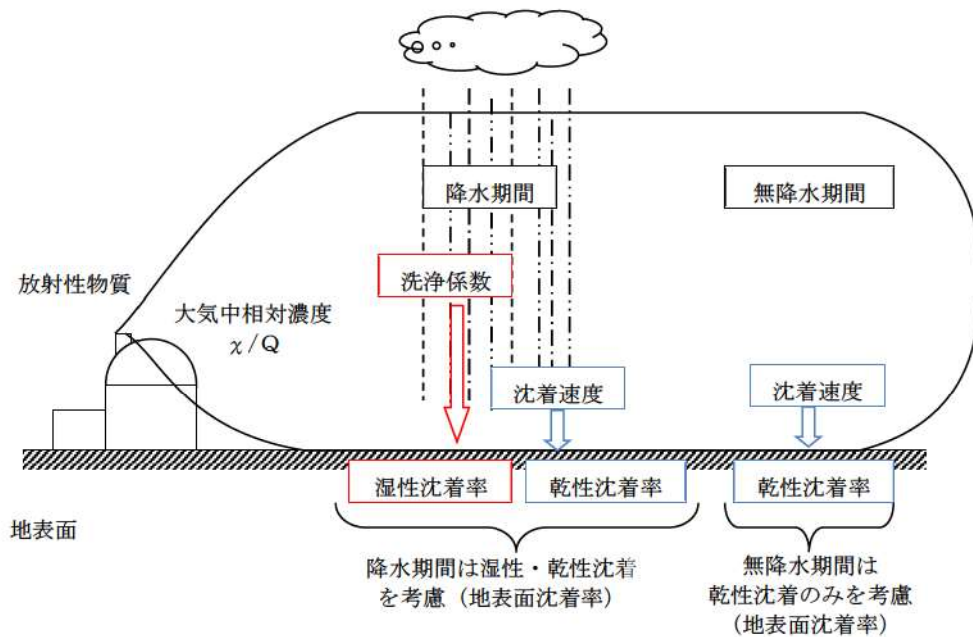 降水期間
無降水期間
洗浄係数
放射性物質
大気中相対濃度
χ/Q
沈着速度
沈着速度
湿性沈着率
乾性沈着率
乾性沈着率
地表面
降水期間は湿性・乾性沈着
を考慮（地表面沈着率）
無降水期間は
乾性沈着のみを考慮
（地表面沈着率）